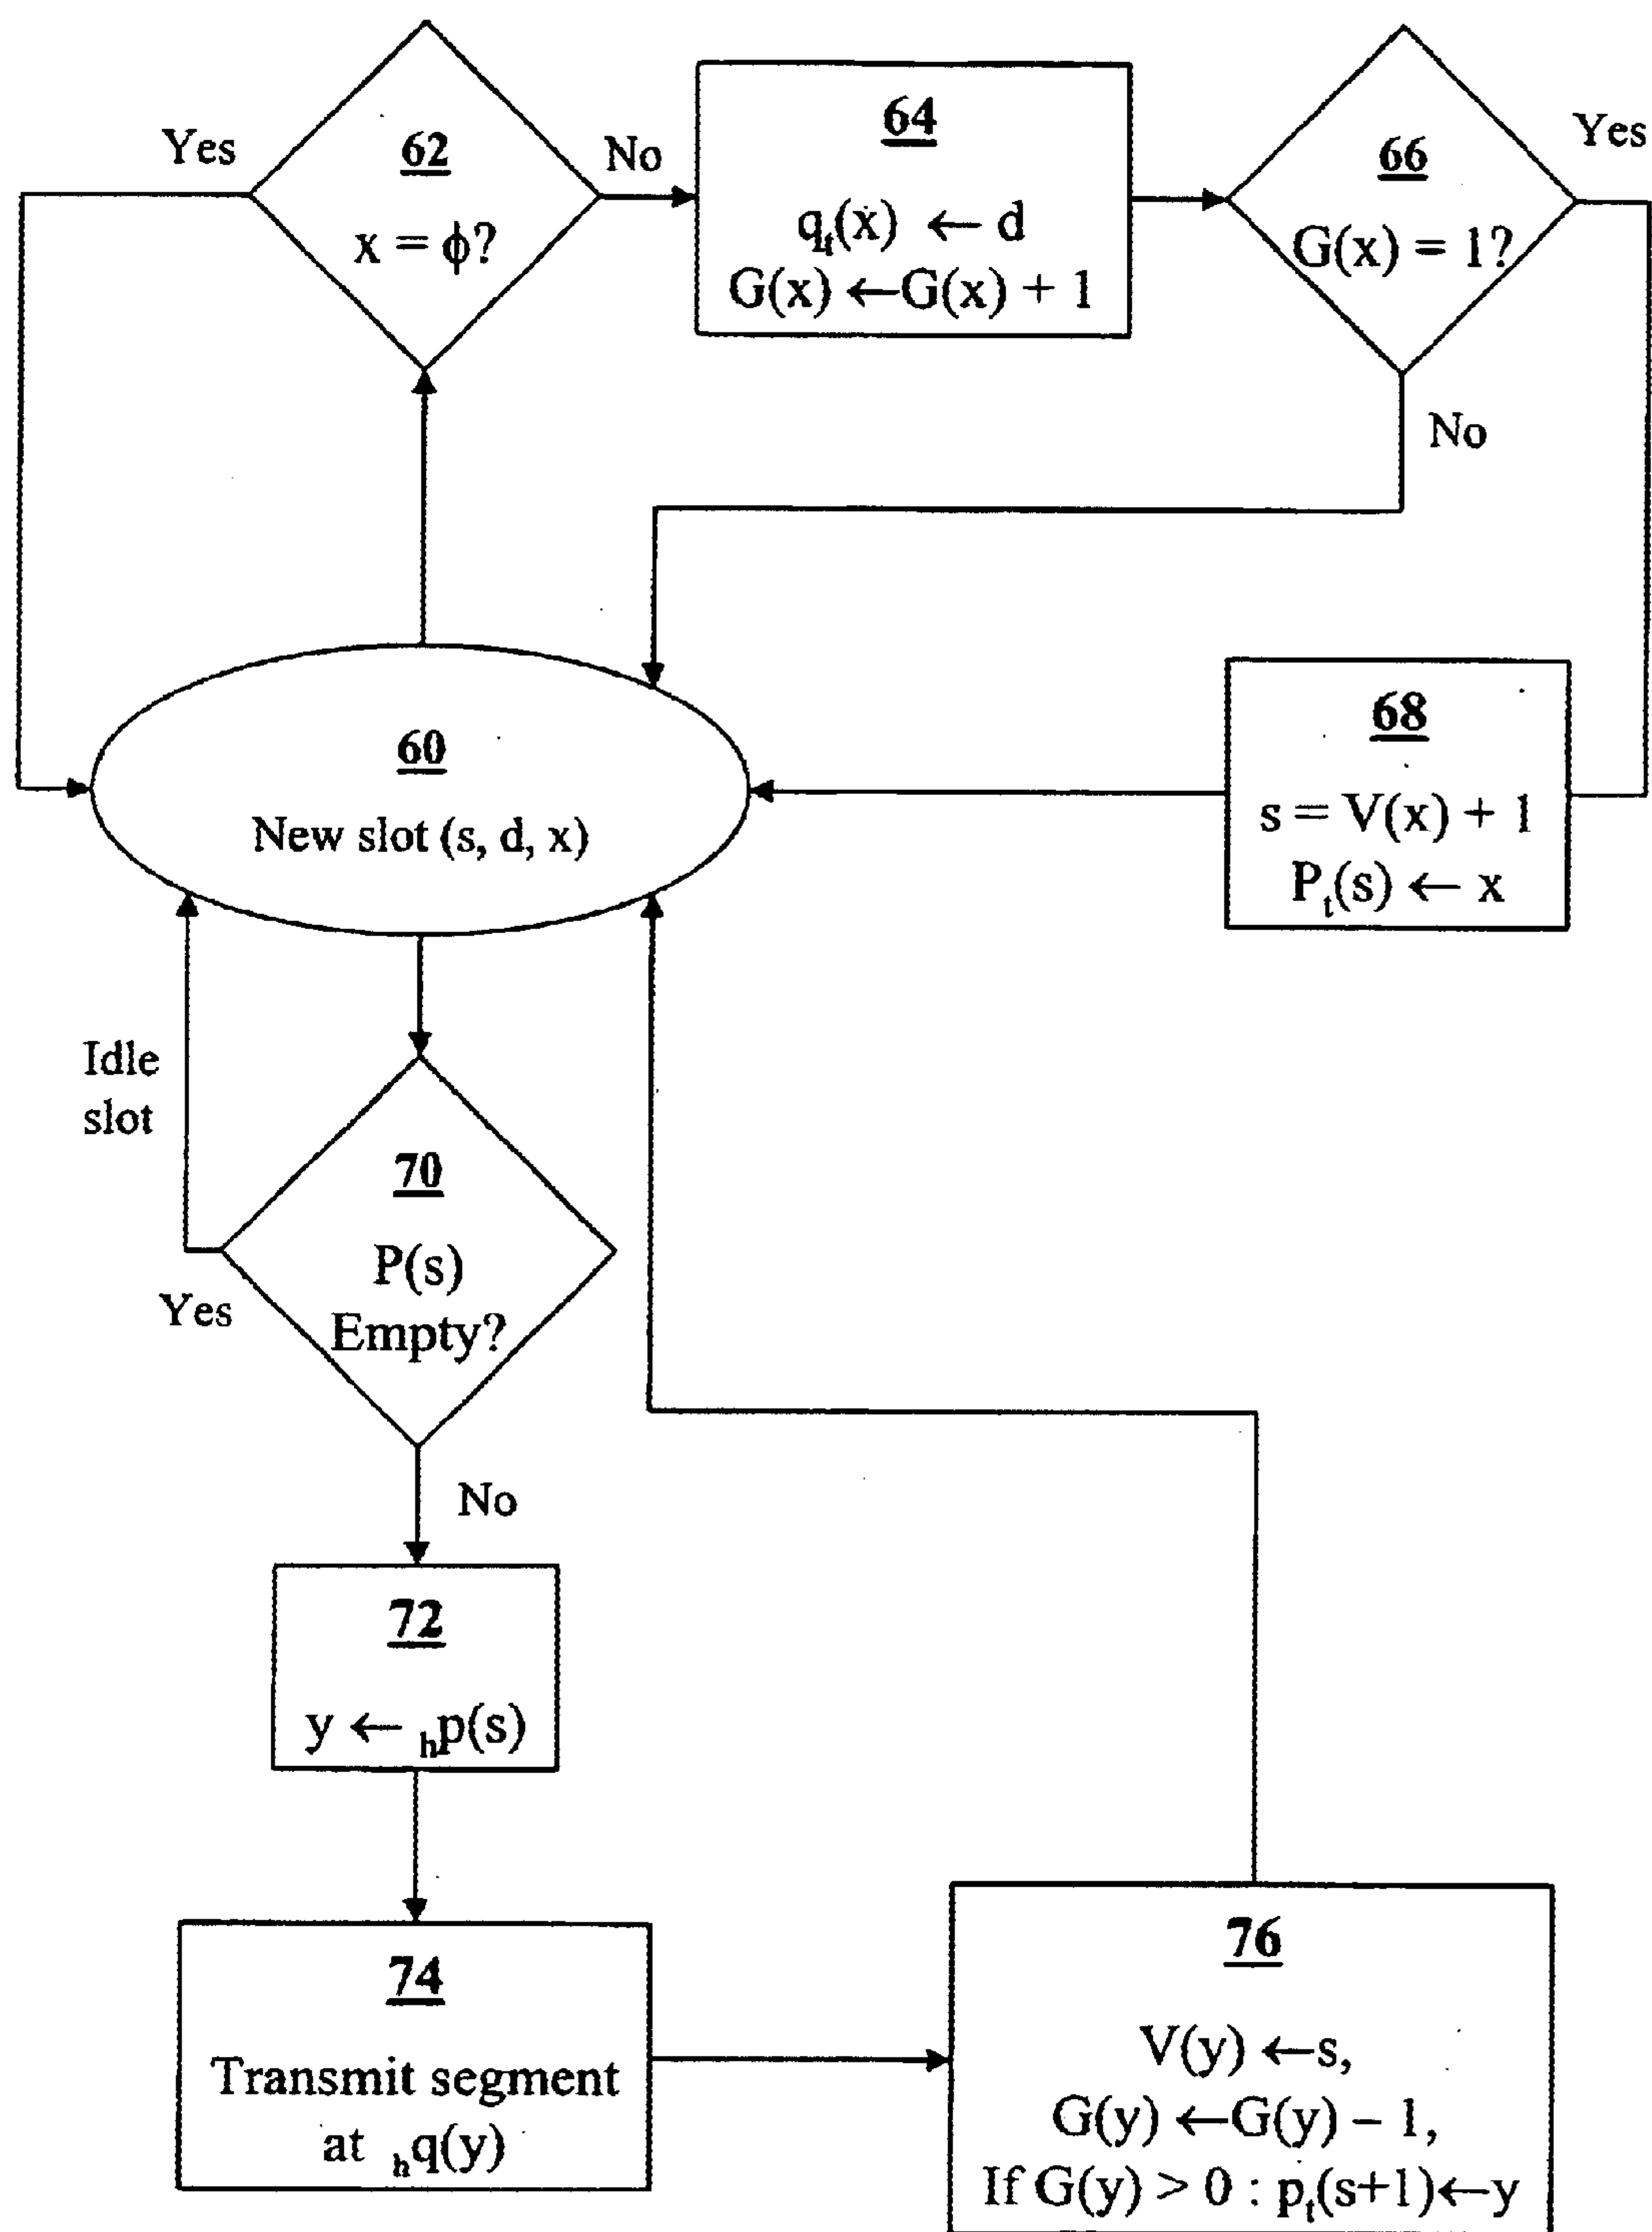 Yes
62
x = ϕ?
No
64
qₜ(x) ← d
G(x) ←G(x) + 1
66
G(x) = 1?
Yes
No
60
New slot (s, d, x)
68
s = V(x) + 1
Pₜ(s) ← x
Idle
slot
70
P(s)
Empty?
Yes
No
72
y ← ₕp(s)
74
Transmit segment
at ₕq(y)
76
V(y) ←s,
G(y) ←G(y) – 1,
If G(y) > 0 : pₜ(s+1)←y